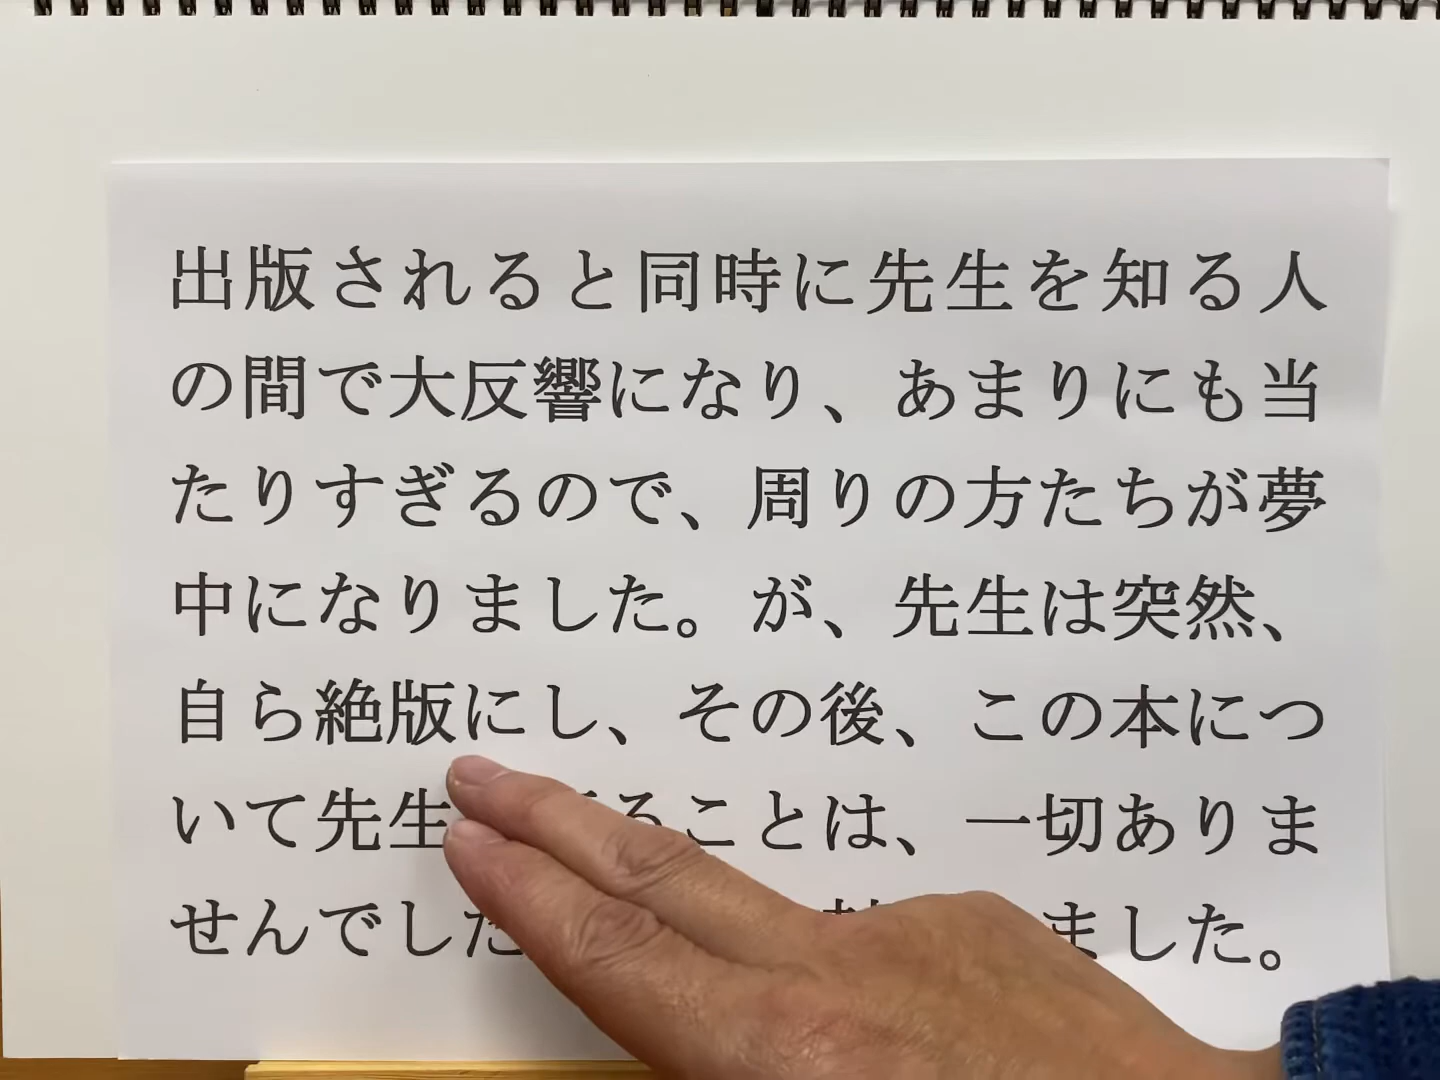 出版されると同時に先生を知る人
の間で大反響になり、あまりにも当
たりすぎるので、周りの方たちが夢
中になりました。が、先生は突然、
自ら絶版にし、その後、この本につ
いて先生 ることは、一切ありま
せんでした ました。